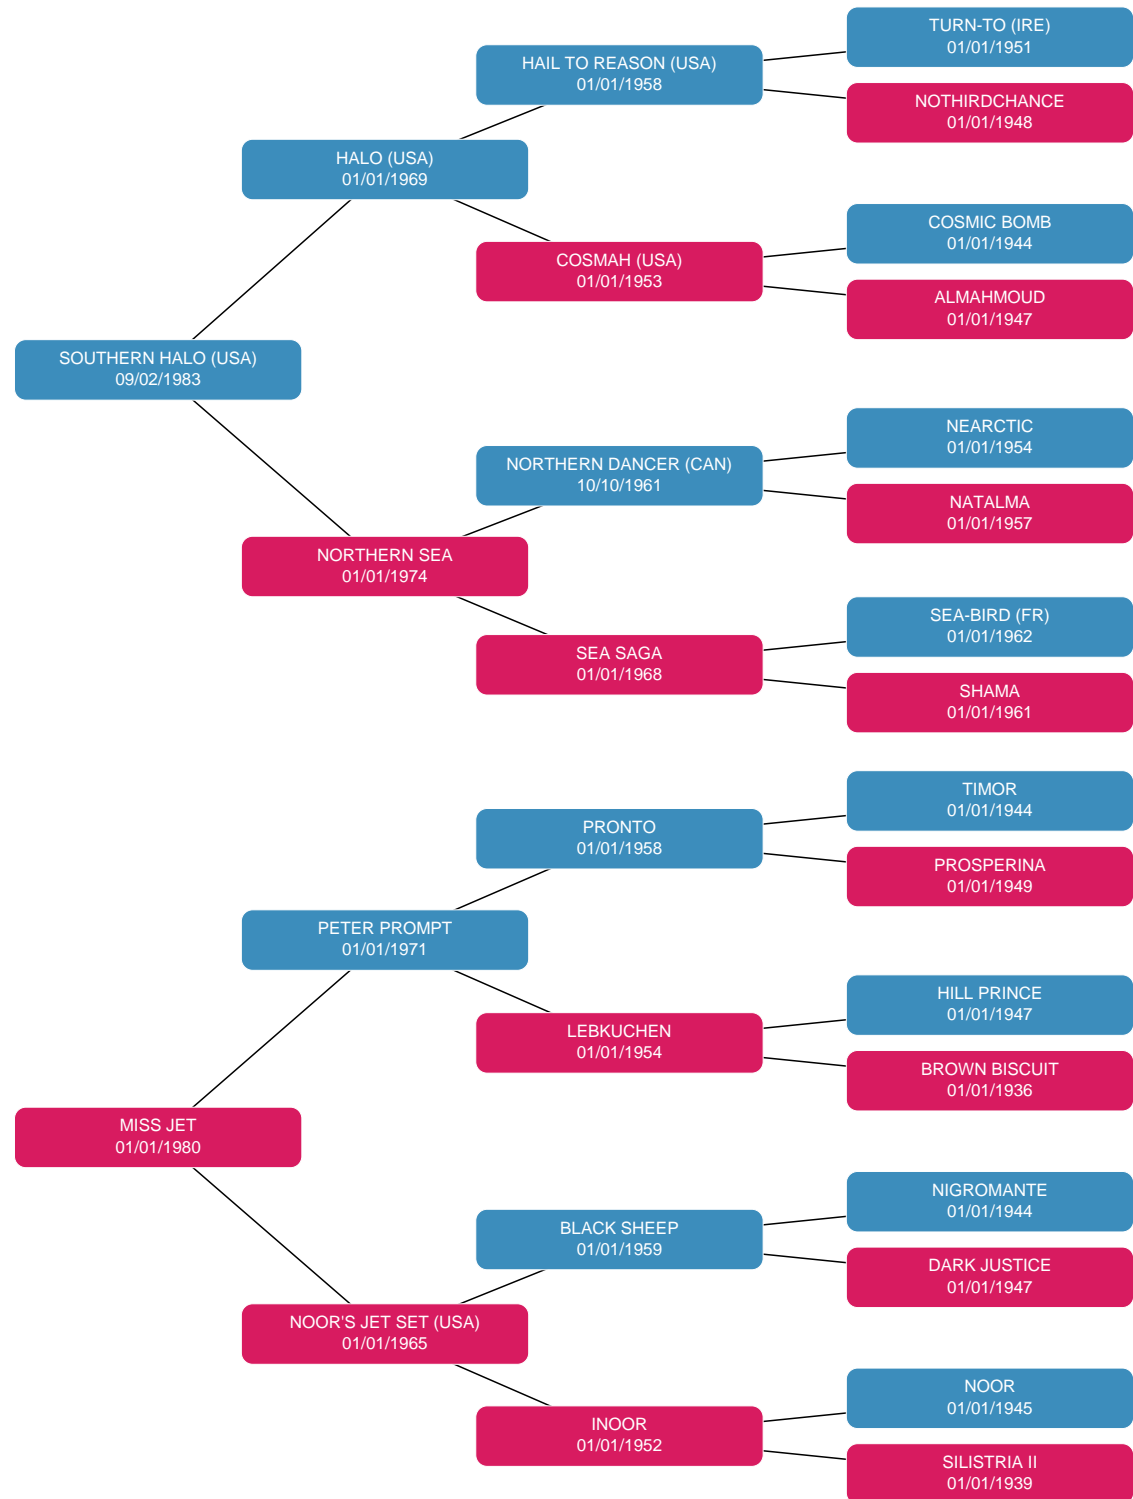 TURN-TO (IRE)
01/01/1951
HAIL TO REASON (USA)
01/01/1958
NOTHIRDCHANCE
01/01/1948
HALO (USA)
01/01/1969
COSMIC BOMB
01/01/1944
COSMAH (USA)
01/01/1953
ALMAHMOUD
01/01/1947
SOUTHERN HALO (USA)
09/02/1983
NEARCTIC
01/01/1954
NORTHERN DANCER (CAN)
10/10/1961
NATALMA
01/01/1957
NORTHERN SEA
01/01/1974
SEA-BIRD (FR)
01/01/1962
SEA SAGA
01/01/1968
SHAMA
01/01/1961
TIMOR
01/01/1944
PRONTO
01/01/1958
PROSPERINA
01/01/1949
PETER PROMPT
01/01/1971
HILL PRINCE
01/01/1947
LEBKUCHEN
01/01/1954
BROWN BISCUIT
01/01/1936
MISS JET
01/01/1980
NIGROMANTE
01/01/1944
BLACK SHEEP
01/01/1959
DARK JUSTICE
01/01/1947
NOOR'S JET SET (USA)
01/01/1965
NOOR
01/01/1945
INOOR
01/01/1952
SILISTRIA II
01/01/1939